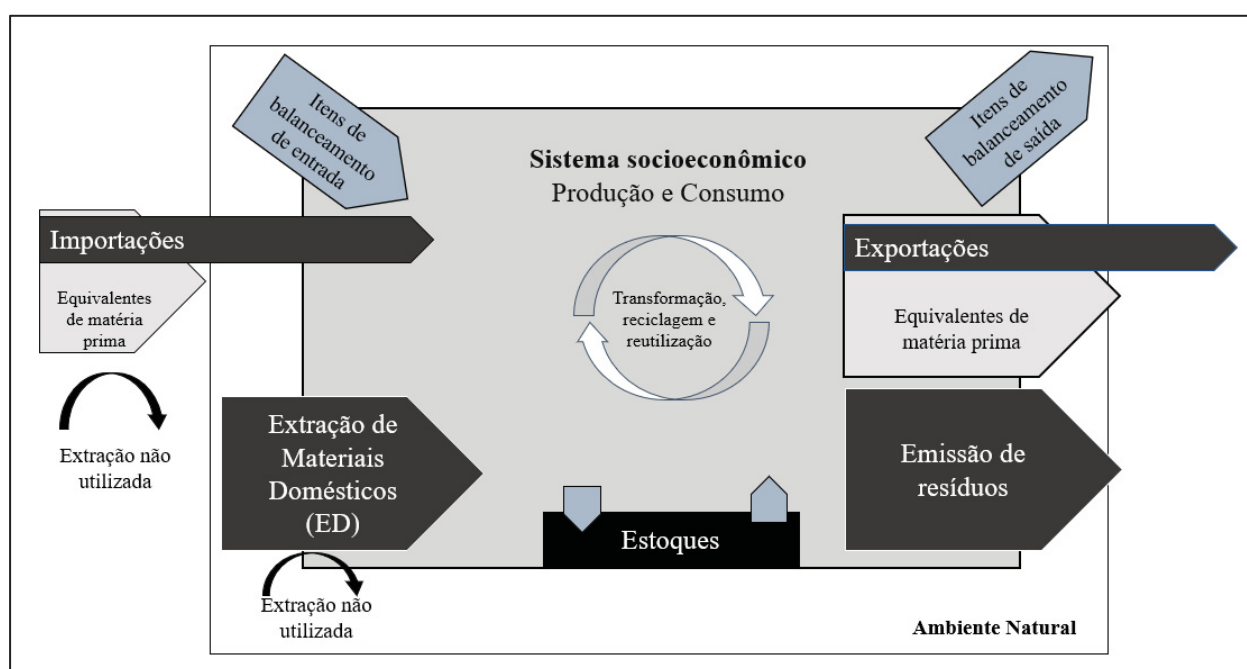 Itens de
balanceamento
de entrada
Itens de
balanceamento
de saída
Sistema socioeconômico
Produção e Consumo
Importações
Exportações
Equivalentes
de matéria
prima
Transformação,
reciclagem e
reutilização
Equivalentes de
matéria prima
Extração não
utilizada
Extração de
Materiais
Domésticos
(ED)
Emissão de
resíduos
Estoques
Extração não
utilizada
Ambiente Natural